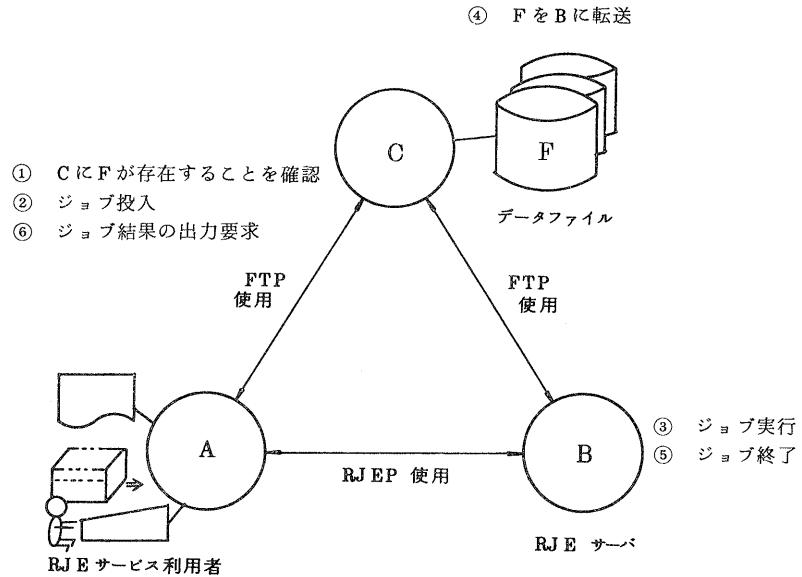 ④ FをBに転送
C
F
データファイル
① CにFが存在することを確認
② ジョブ投入
⑥ ジョブ結果の出力要求
FTP
使用
FTP
使用
A
B
③ ジョブ実行
⑤ ジョブ終了
RJEP 使用
RJE サーバ
RJEサービス利用者